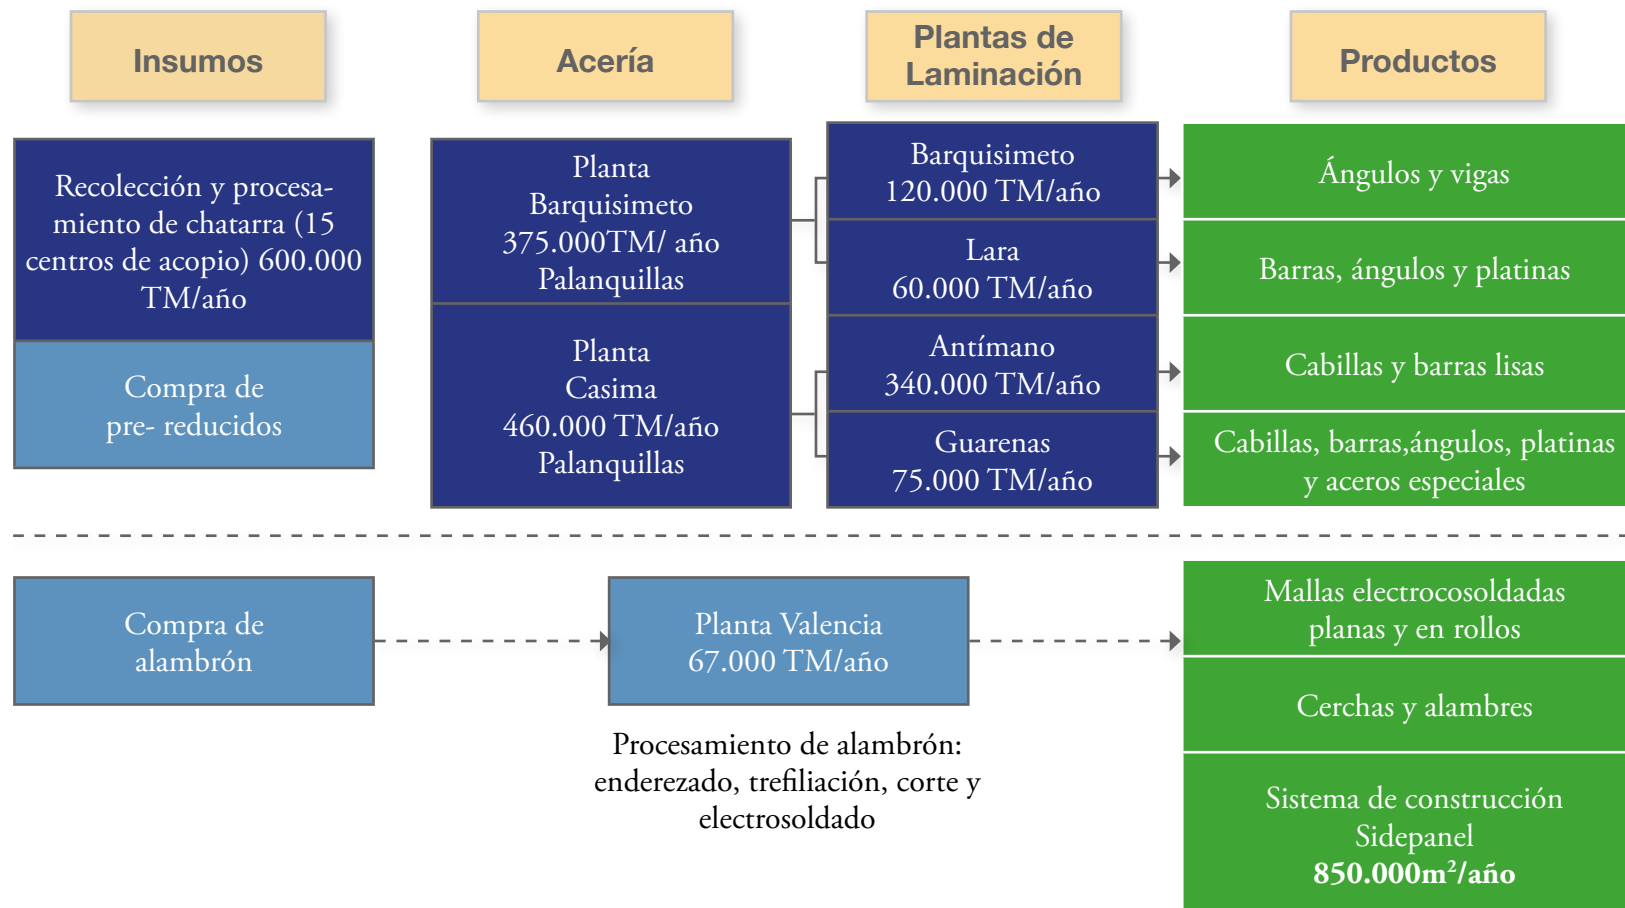 Insumos
Acería
Plantas de
Laminación
Productos
Recolección y procesa-
miento de chatarra (15
centros de acopio) 600.000
TM/año
Compra de
pre- reducidos
Planta
Barquisimeto
375.000TM/ año
Palanquillas
Planta
Casima
460.000 TM/año
Palanquillas
Barquisimeto
120.000 TM/año
Lara
60.000 TM/año
Antímano
340.000 TM/año
Guarenas
75.000 TM/año
Ángulos y vigas
Barras, ángulos y platinas
Cabillas y barras lisas
Cabillas, barras,ángulos, platinas
y aceros especiales
Compra de
alambrón
Planta Valencia
67.000 TM/año
Procesamiento de alambrón:
enderezado, trefiliación, corte y
electrosoldado
Mallas electrocosoldadas
planas y en rollos
Cerchas y alambres
Sistema de construcción
Sidepanel
850.000m²/año